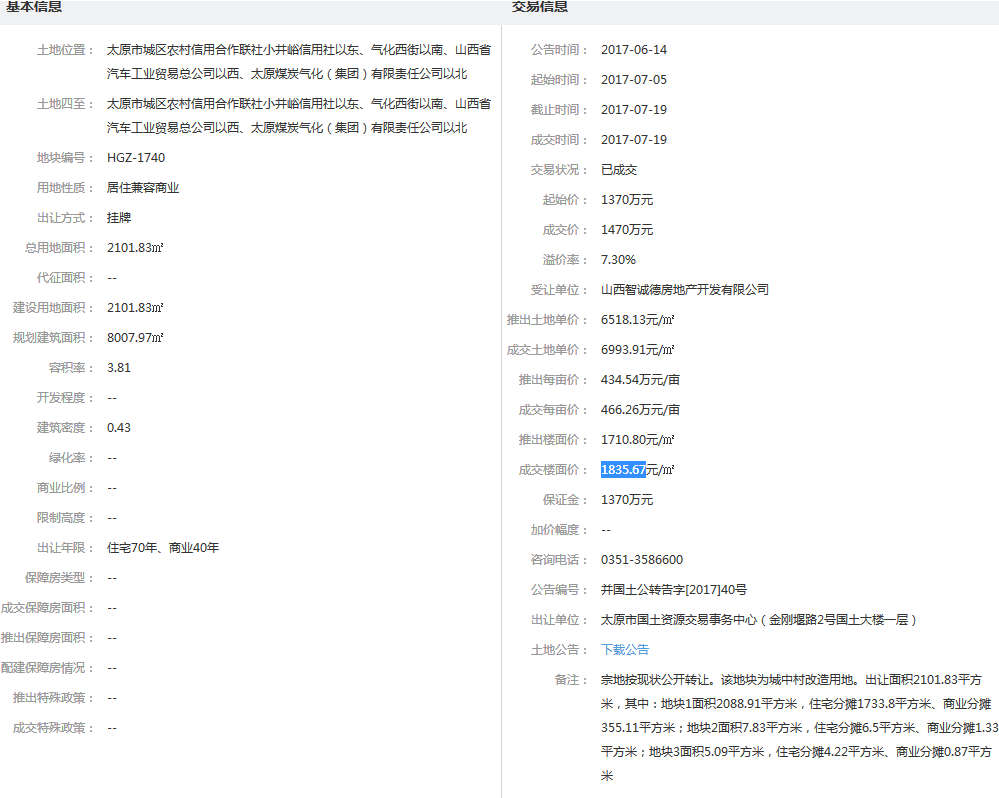 基本信息
土地位置： 太原市城区农村信用合作联社小井峪信用社以东、气化西街以南、山西省
汽车工业贸易总公司以西、太原煤炭气化（集团）有限责任公司以北
土地四至： 太原市城区农村信用合作联社小井峪信用社以东、气化西街以南、山西省
汽车工业贸易总公司以西、太原煤炭气化（集团）有限责任公司以北
地块编号： HGZ-1740
用地性质： 居住兼容商业
出让方式： 挂牌
总用地面积： 2101.83㎡
代征面积： --
建设用地面积： 2101.83㎡
规划建筑面积： 8007.97㎡
容积率： 3.81
开发程度： --
建筑密度： 0.43
绿化率： --
商业比例： --
限制高度： --
出让年限： 住宅70年、商业40年
保障房类型： --
成交保障房面积： --
推出保障房面积： --
配建保障房情况： --
推出特殊政策： --
成交特殊政策： --
交易信息
公告时间： 2017-06-14
起始时间： 2017-07-05
截止时间： 2017-07-19
成交时间： 2017-07-19
交易状况： 已成交
起始价： 1370万元
成交价： 1470万元
溢价率： 7.30%
受让单位： 山西智诚德房地产开发有限公司
推出土地单价： 6518.13元/㎡
成交土地单价： 6993.91元/㎡
推出每亩价： 434.54万元/亩
成交每亩价： 466.26万元/亩
推出楼面价： 1710.80元/㎡
成交楼面价： 1835.67元/㎡
保证金： 1370万元
加价幅度： --
咨询电话： 0351-3586600
公告编号： 并国土公转告字[2017]40号
出让单位： 太原市国土资源交易事务中心（金刚堰路2号国土大楼一层）
土地公告： 下载公告
备注： 宗地按现状公开转让。该地块为城中村改造用地。出让面积2101.83平方
米，其中：地块1面积2088.91平方米，住宅分摊1733.8平方米、商业分摊
355.11平方米；地块2面积7.83平方米，住宅分摊6.5平方米、商业分摊1.33
平方米；地块3面积5.09平方米，住宅分摊4.22平方米、商业分摊0.87平方
米